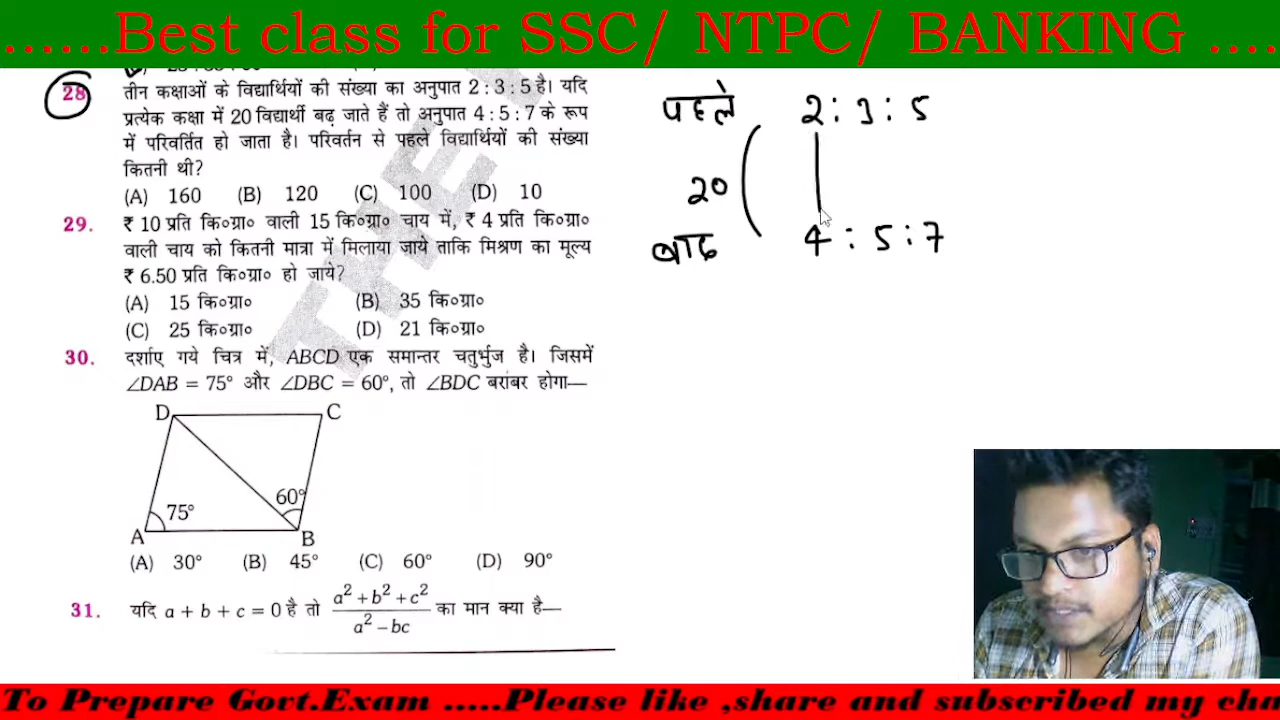 ......Best class for SSC/ NTPC/ BANKING ....
28
तीन कक्षाओं के विद्यार्थियों की संख्या का अनुपात 2 : 3 : 5 है। यदि
प्रत्येक कक्षा में 20 विद्यार्थी बढ़ जाते हैं तो अनुपात 4 : 5 : 7 के रूप
में परिवर्तित हो जाता है। परिवर्तन से पहले विद्यार्थियों की संख्या
कितनी थी?
(A) 160 (B) 120 (C) 100 (D) 10
29. ₹ 10 प्रति कि०ग्रा० वाली 15 कि०ग्रा० चाय में, ₹ 4 प्रति कि०ग्रा०
वाली चाय को कितनी मात्रा में मिलाया जाये ताकि मिश्रण का मूल्य
₹ 6.50 प्रति कि०ग्रा० हो जाये?
(A) 15 कि०ग्रा० (B) 35 कि०ग्रा०
(C) 25 कि०ग्रा० (D) 21 कि०ग्रा०
30. दर्शाए गये चित्र में, ABCD एक समान्तर चतुर्भुज है। जिसमें
∠DAB = 75° और ∠DBC = 60°, तो ∠BDC बरांबर होगा—
D C
60°
75°
A B
(A) 30° (B) 45° (C) 60° (D) 90°
31. यदि a + b + c = 0 है तो (a² + b² + c²)/(a² – bc) का मान क्या है–
पहले 2 : 3 : 5
20
बाद 4 : 5 : 7
THE
To Prepare Govt.Exam .....Please like ,share and subscribed my cha